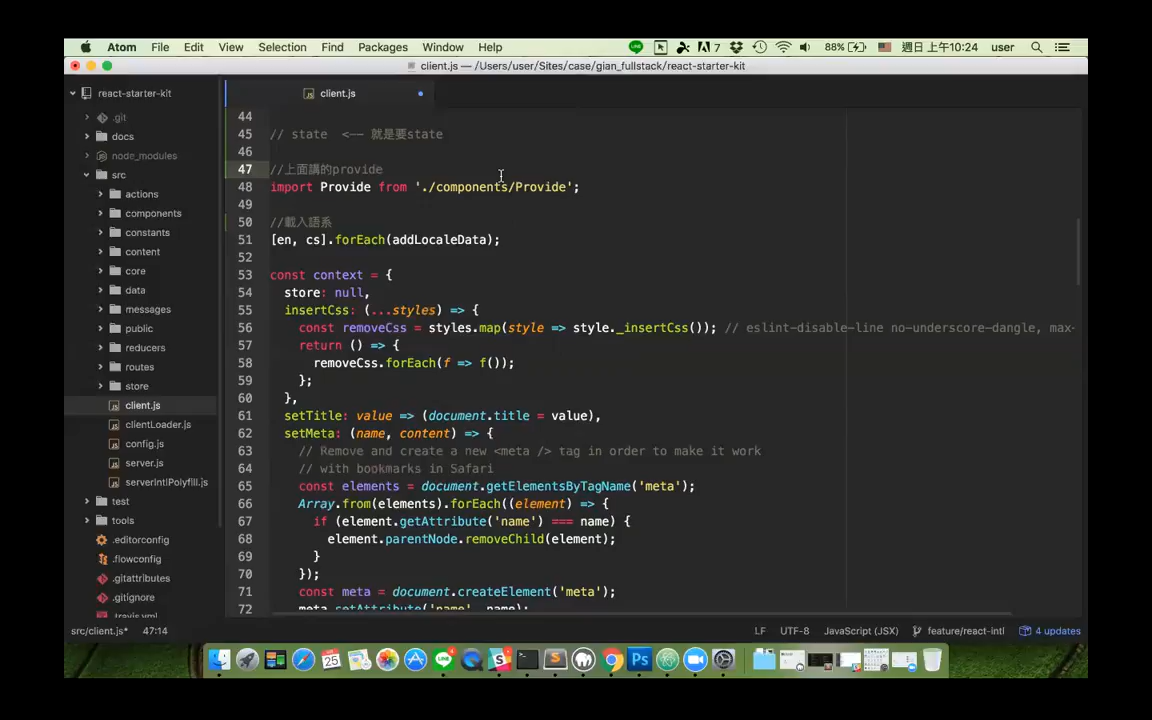 Atom File Edit View Selection Find Packages Window Help 7 88% 週日 上午10:24 user
client.js — /Users/user/Sites/case/gian_fullstack/react-starter-kit
react-starter-kit
client.js
.git
docs
node_modules
src
actions
components
constants
content
core
data
messages
public
reducers
routes
store
client.js
clientLoader.js
config.js
server.js
serverIntlPolyfill.js
test
tools
.editorconfig
.flowconfig
.gitattributes
.gitignore
.travis.yml
44
45 // state <-- 就是要state
46
47 //上面講的provide
48 import Provide from './components/Provide';
49
50 //載入語系
51 [en, cs].forEach(addLocaleData);
52
53 const context = {
54 store: null,
55 insertCss: (...styles) => {
56 const removeCss = styles.map(style => style._insertCss()); // eslint-disable-line no-underscore-dangle, max-
57 return () => {
58 removeCss.forEach(f => f());
59 };
60 },
61 setTitle: value => (document.title = value),
62 setMeta: (name, content) => {
63 // Remove and create a new <meta /> tag in order to make it work
64 // with bookmarks in Safari
65 const elements = document.getElementsByTagName('meta');
66 Array.from(elements).forEach((element) => {
67 if (element.getAttribute('name') === name) {
68 element.parentNode.removeChild(element);
69 }
70 });
71 const meta = document.createElement('meta');
72 meta.setAttribute('name', name);
src/client.js* 47:14 LF UTF-8 JavaScript (JSX) feature/react-intl 4 updates